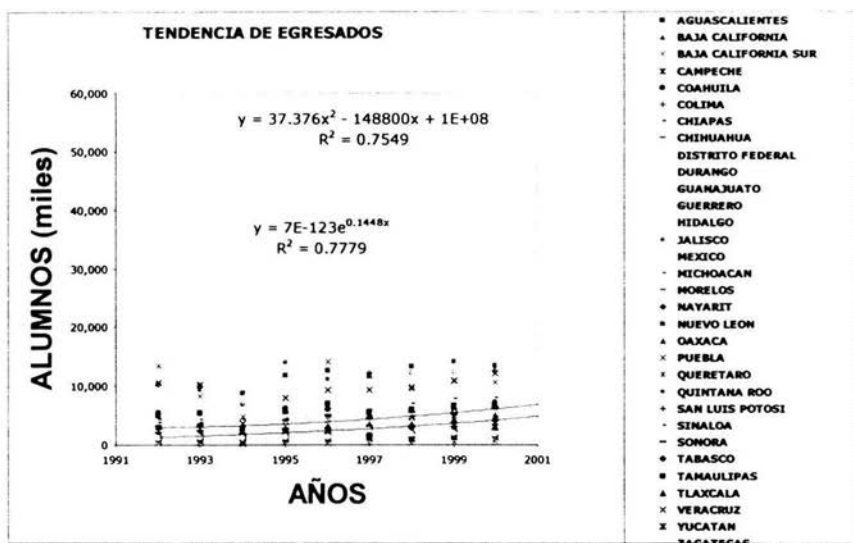 TENDENCIA DE EGRESADOS
60,000
50,000
40,000
30,000
20,000
10,000
0
ALUMNOS (miles)
y = 37.376x² - 148800x + 1E+08
R² = 0.7549
y = 7E-123e^0.1448x
R² = 0.7779
1991 1993 1995 1997 1999 2001
AÑOS
AGUASCALIENTES
BAJA CALIFORNIA
BAJA CALIFORNIA SUR
CAMPECHE
COAHUILA
COLIMA
CHIAPAS
CHIHUAHUA
DISTRITO FEDERAL
DURANGO
GUANAJUATO
GUERRERO
HIDALGO
JALISCO
MEXICO
MICHOACAN
MORELOS
NAYARIT
NUEVO LEON
OAXACA
PUEBLA
QUERETARO
QUINTANA ROO
SAN LUIS POTOSI
SINALOA
SONORA
TABASCO
TAMAULIPAS
TLAXCALA
VERACRUZ
YUCATAN
ZACATECAS